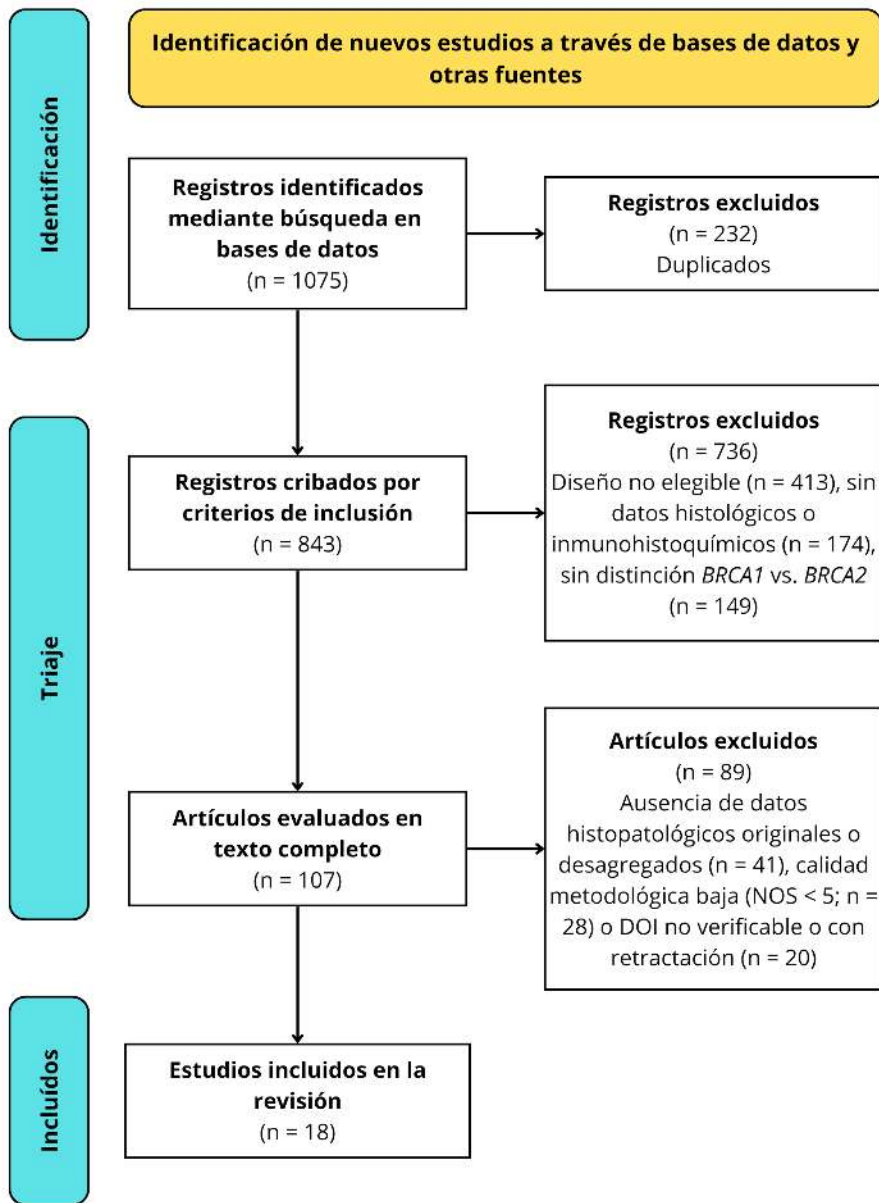 Identificación de nuevos estudios a través de bases de datos y
otras fuentes
Identificación
Registros identificados
mediante búsqueda en
bases de datos
(n = 1075)
Registros excluidos
(n = 232)
Duplicados
Triaje
Registros cribados por
criterios de inclusión
(n = 843)
Registros excluidos
(n = 736)
Diseño no elegible (n = 413), sin
datos histológicos o
inmunohistoquímicos (n = 174),
sin distinción BRCA1 vs. BRCA2
(n = 149)
Artículos evaluados en
texto completo
(n = 107)
Artículos excluidos
(n = 89)
Ausencia de datos
histopatológicos originales o
desagregados (n = 41), calidad
metodológica baja (NOS < 5; n =
28) o DOI no verificable o con
retractación (n = 20)
Incluídos
Estudios incluidos en la
revisión
(n = 18)